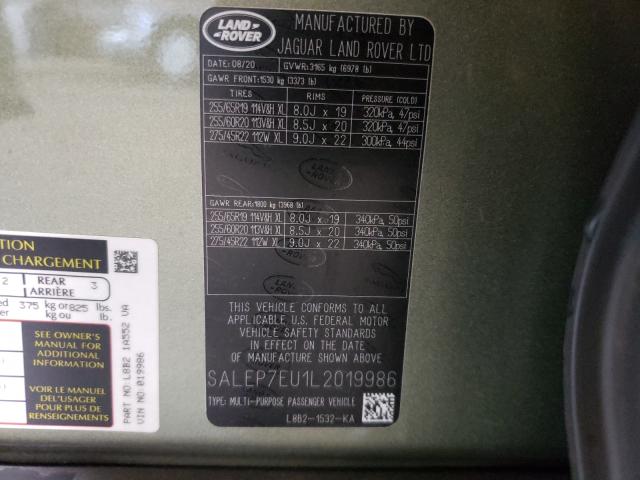 LAND
ROVER
MANUFACTURED BY
JAGUAR LAND ROVER LTD
DATE: 08/20 GVWR: 3165 kg (6978 lb)
GAWR FRONT: 1530 kg (3373 lb)
TIRES RIMS PRESSURE (COLD)
255/65R19 114V&H XL 8.0J x 19 320kPa, 47psi
255/60R20 113V&H XL 8.5J x 20 320kPa, 47psi
275/45R22 112W XL 9.0J x 22 300kPa, 44psi
GAWR REAR: 1800 kg (3968 lb)
255/65R19 114V&H XL 8.0J x 19 340kPa, 50psi
255/60R20 113V&H XL 8.5J x 20 340kPa, 50psi
275/45R22 112W XL 9.0J x 22 340kPa, 50psi
THIS VEHICLE CONFORMS TO ALL
APPLICABLE U.S. FEDERAL MOTOR
VEHICLE SAFETY STANDARDS
IN EFFECT ON THE DATE OF
MANUFACTURE SHOWN ABOVE
SALEP7EU1L2019986
TYPE: MULTI-PURPOSE PASSENGER VEHICLE
L8B2-1532-KA
CHARGEMENT
2 REAR 3
ARRIÈRE
375 kg or 825 lbs.
kg ou lb.
SEE OWNER'S
MANUAL FOR
ADDITIONAL
INFORMATION
VOIR LE MANUEL
DEL'USAGER
POUR PLUS DE
RENSEIGNEMENTS
PART NO L8B2 1A552 VA
VIN NO 019986